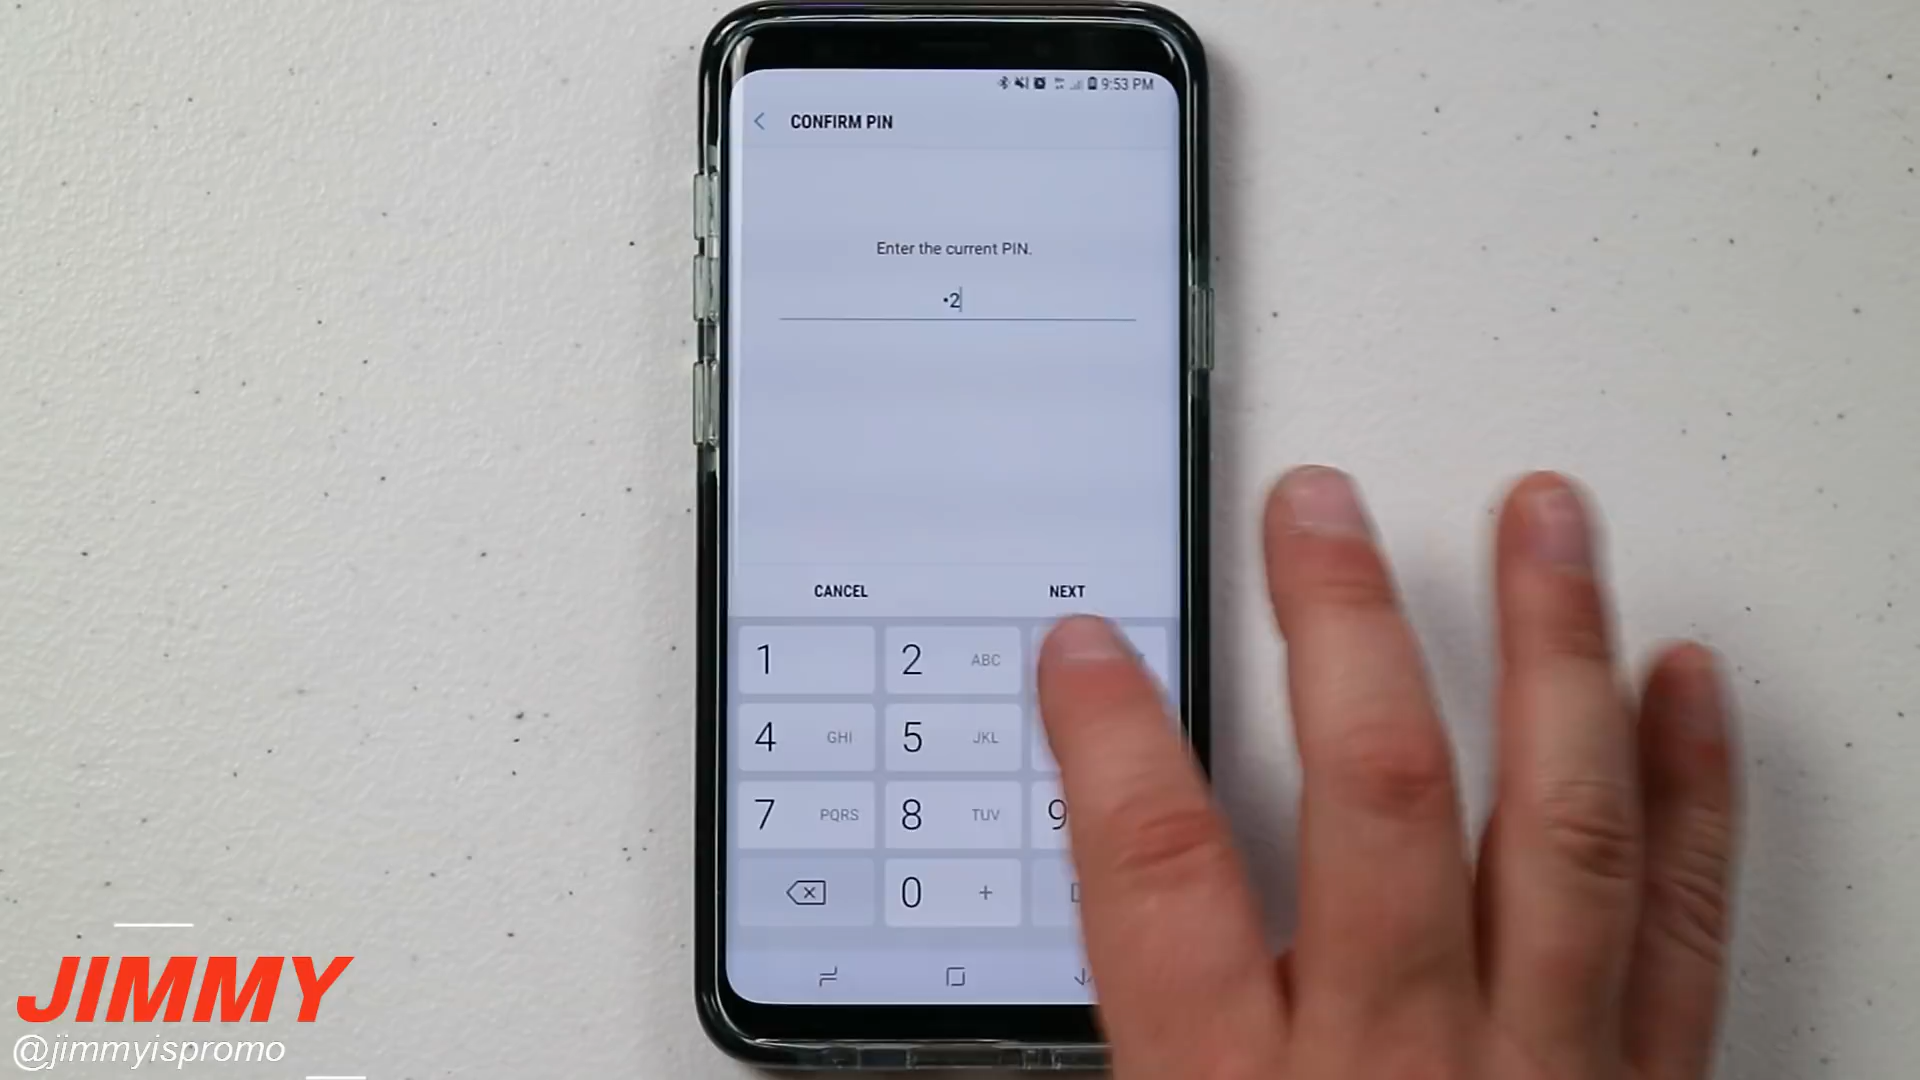 9:53 PM
CONFIRM PIN
Enter the current PIN.
•2
CANCEL NEXT
1 2 ABC
4 GHI 5 JKL
7 PQRS 8 TUV 9
0 +
JIMMY
@jimmyispromo